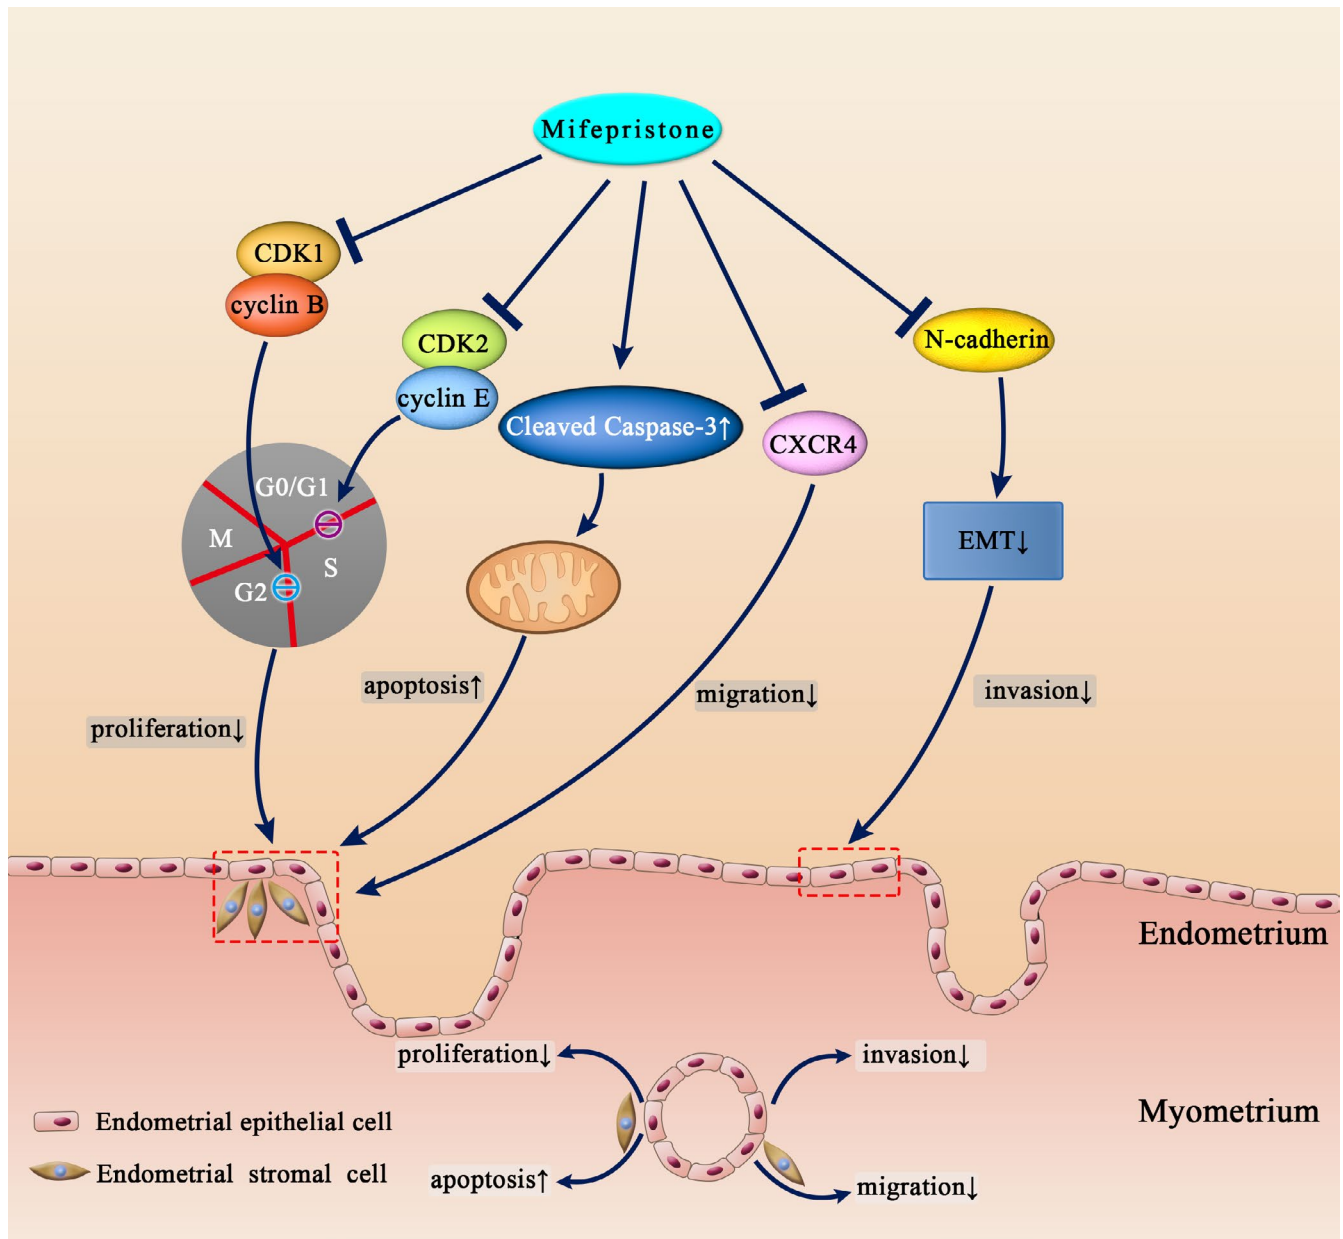 Mifepristone
CDK1
cyclin B
CDK2
cyclin E
Cleaved Caspase-3↑
CXCR4
N-cadherin
G0/G1
M
S
G2
EMT↓
apoptosis↑
migration↓
invasion↓
proliferation↓
Endometrium
proliferation↓
invasion↓
Myometrium
Endometrial epithelial cell
Endometrial stromal cell
apoptosis↑
migration↓